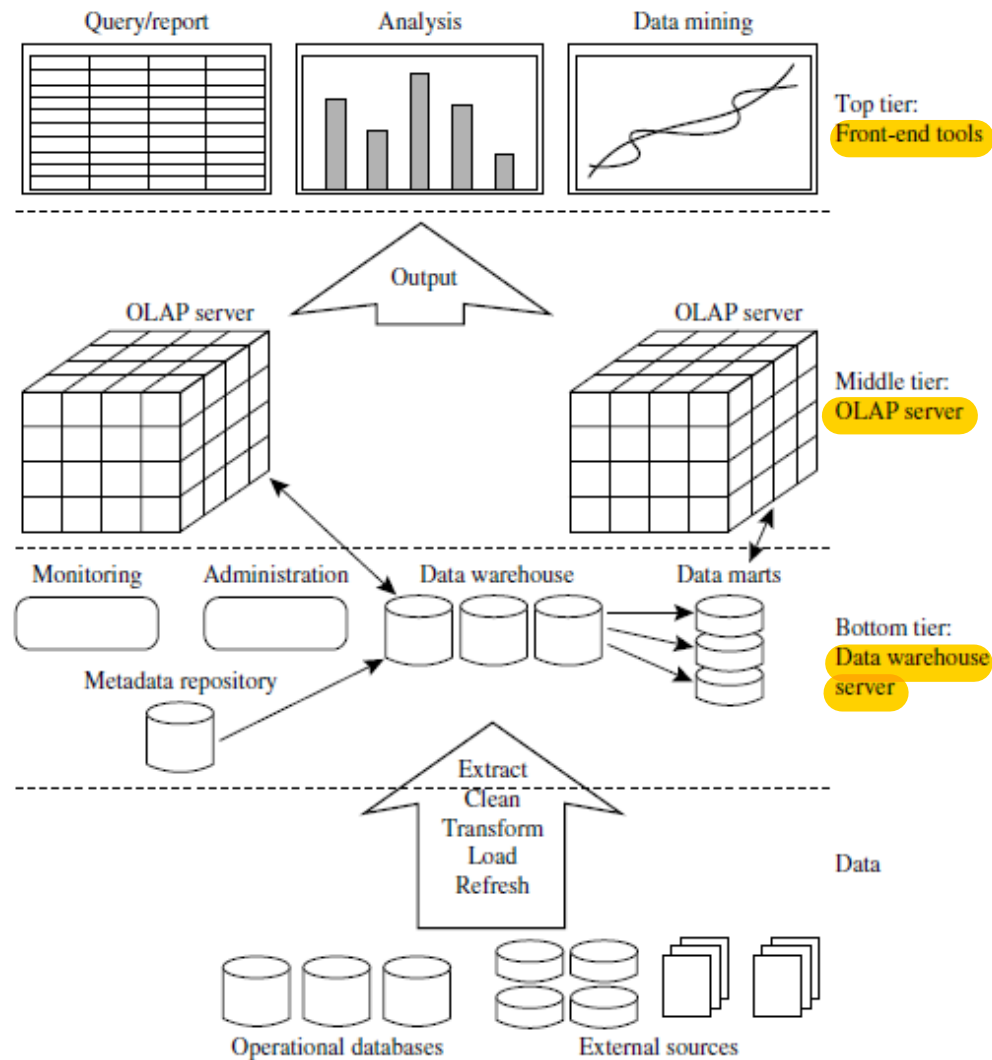 Query/report
Analysis
Data mining
Top tier:
Front-end tools
Output
OLAP server
OLAP server
Middle tier:
OLAP server
Monitoring
Administration
Data warehouse
Data marts
Bottom tier:
Data warehouse
server
Metadata repository
Extract
Clean
Transform
Load
Refresh
Data
Operational databases
External sources